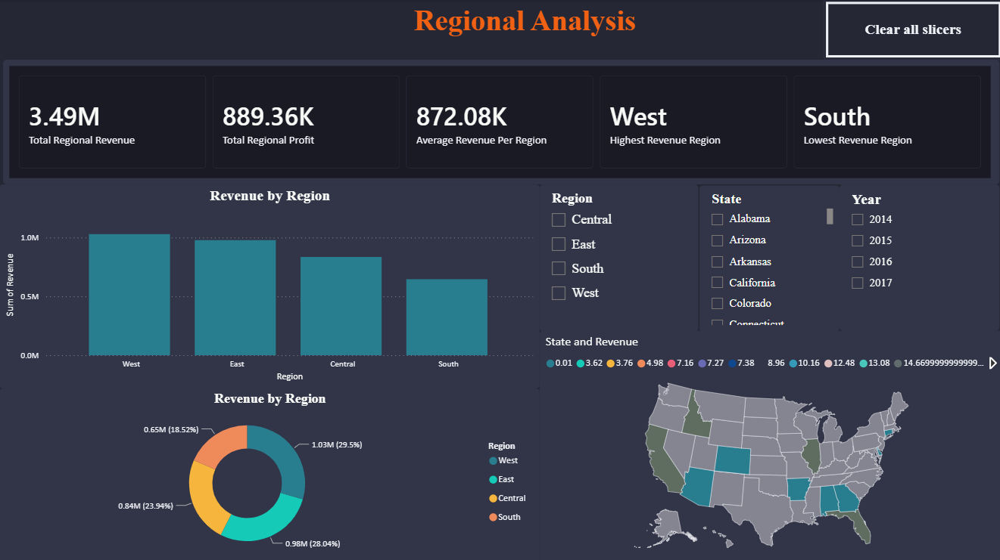 Regional Analysis
Clear all slicers
3.49M
Total Regional Revenue
889.36K
Total Regional Profit
872.08K
Average Revenue Per Region
West
Highest Revenue Region
South
Lowest Revenue Region
Revenue by Region
Sum of Revenue
1.0M
0.5M
0.0M
West
East
Central
South
Region
Region
Central
East
South
West
State
Alabama
Arizona
Arkansas
California
Colorado
Connecticut
Year
2014
2015
2016
2017
Revenue by Region
0.65M (18.52%)
1.03M (29.5%)
0.84M (23.94%)
0.98M (28.04%)
Region
West
East
Central
South
State and Revenue
0.01 3.62 3.76 4.98 7.16 7.27 7.38 8.96 10.16 12.48 13.08 14.6699999999999...